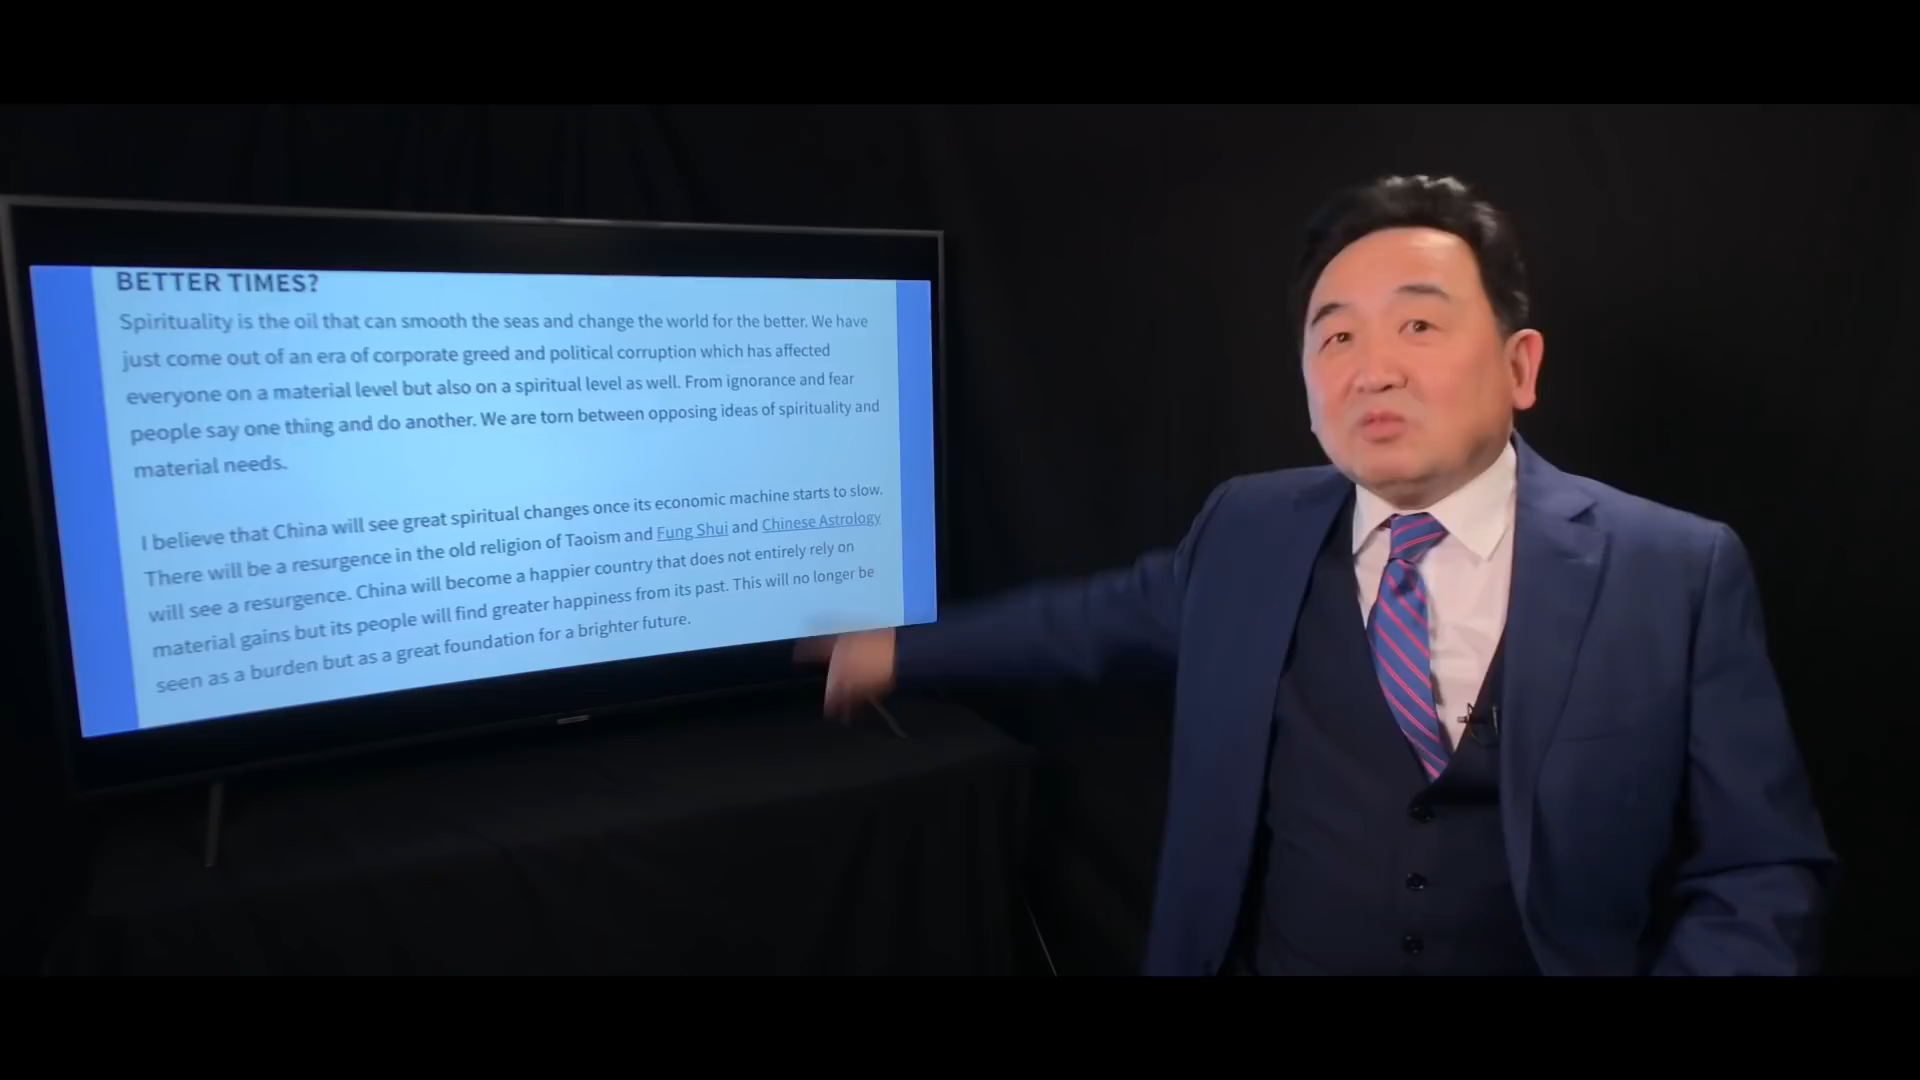 BETTER TIMES?
Spirituality is the oil that can smooth the seas and change the world for the better. We have
just come out of an era of corporate greed and political corruption which has affected
everyone on a material level but also on a spiritual level as well. From ignorance and fear
people say one thing and do another. We are torn between opposing ideas of spirituality and
material needs.
I believe that China will see great spiritual changes once its economic machine starts to slow.
There will be a resurgence in the old religion of Taoism and Fung Shui and Chinese Astrology
will see a resurgence. China will become a happier country that does not entirely rely on
material gains but its people will find greater happiness from its past. This will no longer be
seen as a burden but as a great foundation for a brighter future.